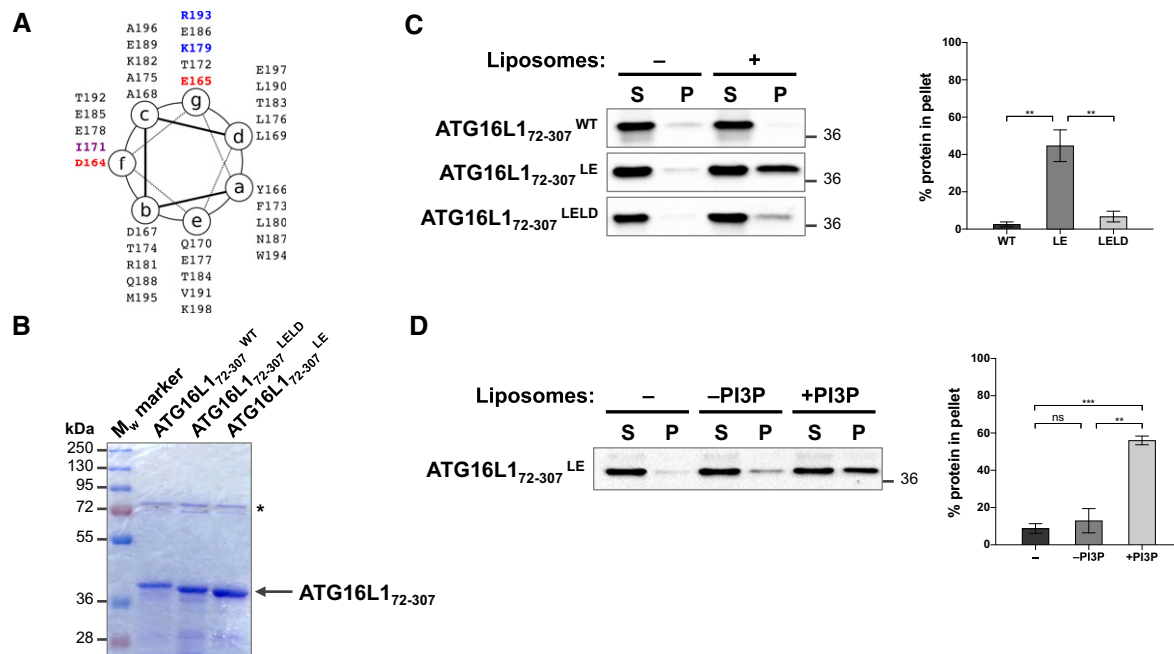 A
R193
E186
K179
T172
E165
A196
E189
K182
A175
A168
E197
L190
T183
L176
L169
T192
E185
E178
I171
D164
g
c
d
f
a
b
e
Y166
F173
L180
N187
W194
D167
T174
R181
Q188
M195
Q170
E177
T184
V191
K198
B
Mw marker
ATG16L172-307 WT
ATG16L172-307 LELD
ATG16L172-307 LE
kDa
250
130
95
72
55
36
28
*
ATG16L172-307
C
Liposomes: – +
S P S P
ATG16L172-307 WT 36
ATG16L172-307 LE 36
ATG16L172-307 LELD 36
% protein in pellet
100
80
60
40
20
0
** **
WT LE LELD
D
Liposomes: – –PI3P +PI3P
S P S P S P
ATG16L172-307 LE 36
% protein in pellet
100
80
60
40
20
0
***
ns **
– –PI3P +PI3P